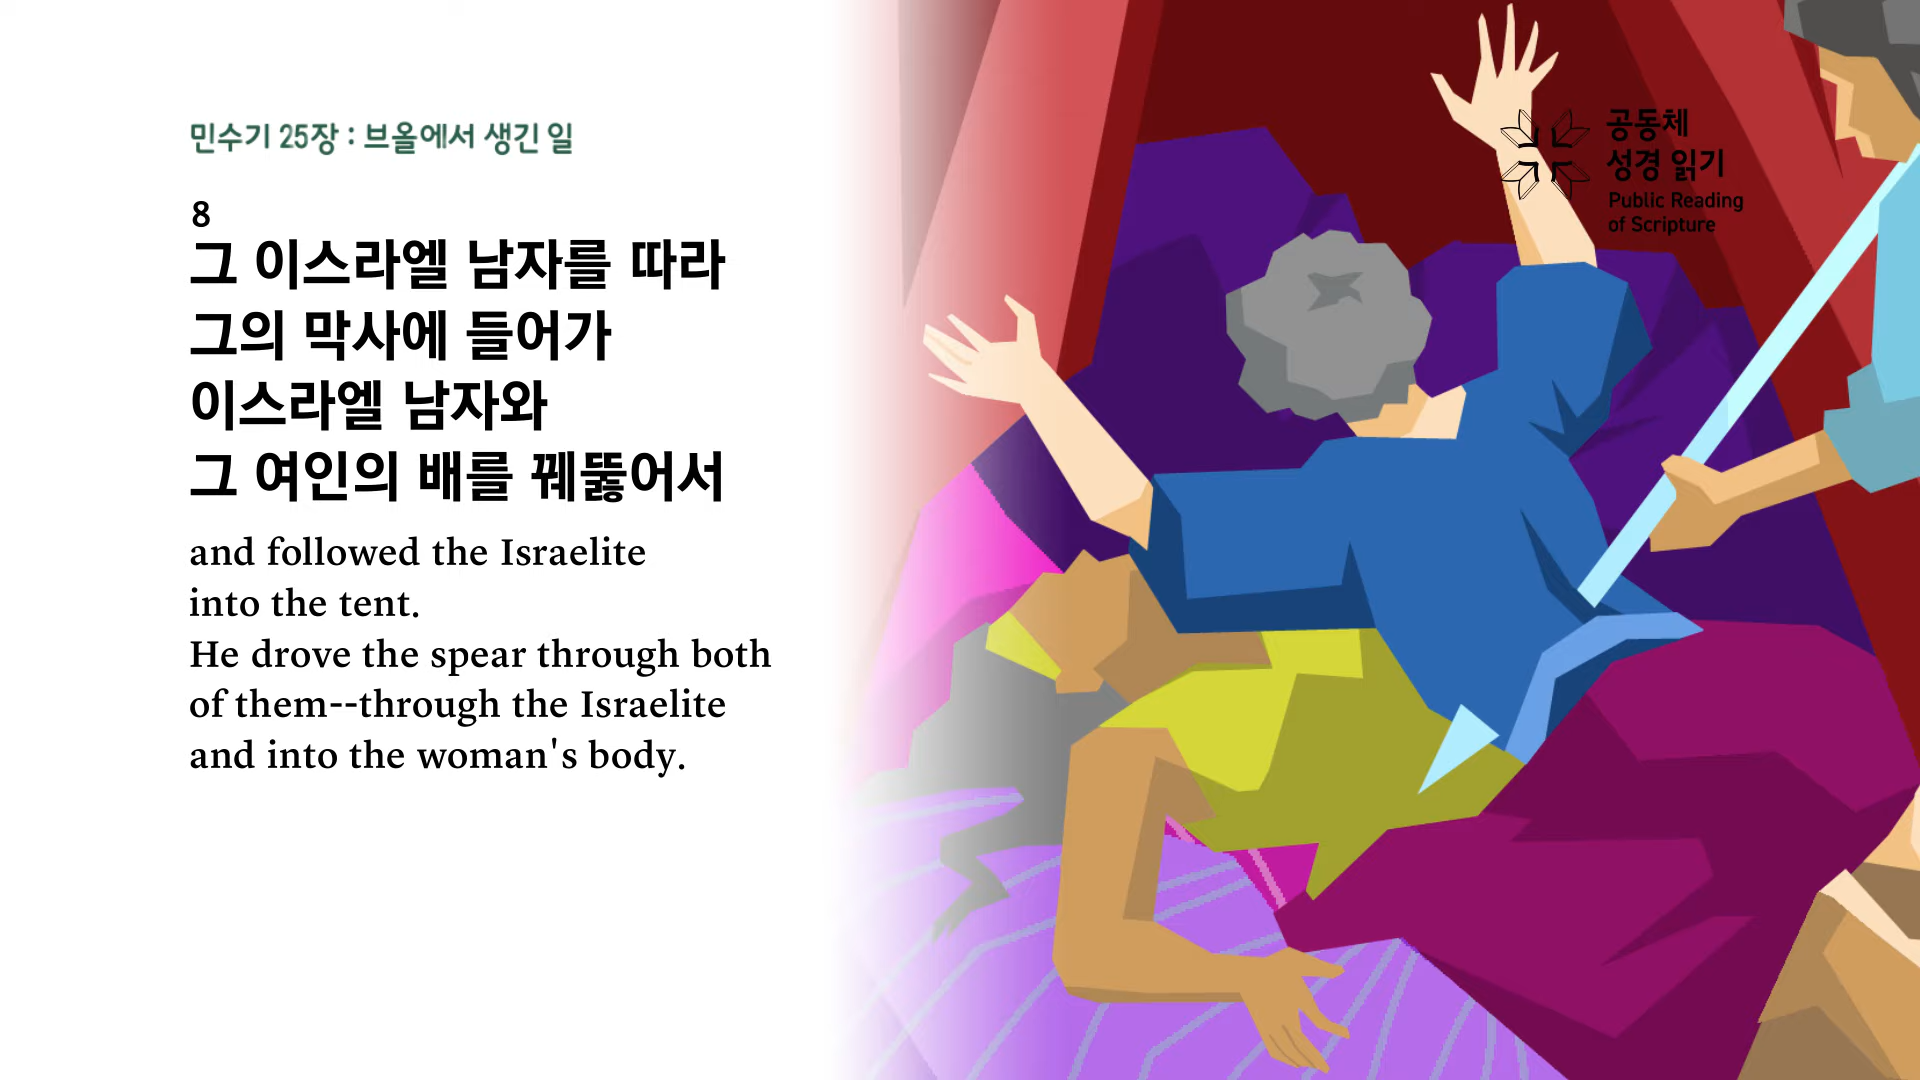 민수기 25장 : 브올에서 생긴 일
8
그 이스라엘 남자를 따라
그의 막사에 들어가
이스라엘 남자와
그 여인의 배를 꿰뚫어서
and followed the Israelite
into the tent.
He drove the spear through both
of them--through the Israelite
and into the woman's body.
공동체
성경 읽기
Public Reading
of Scripture